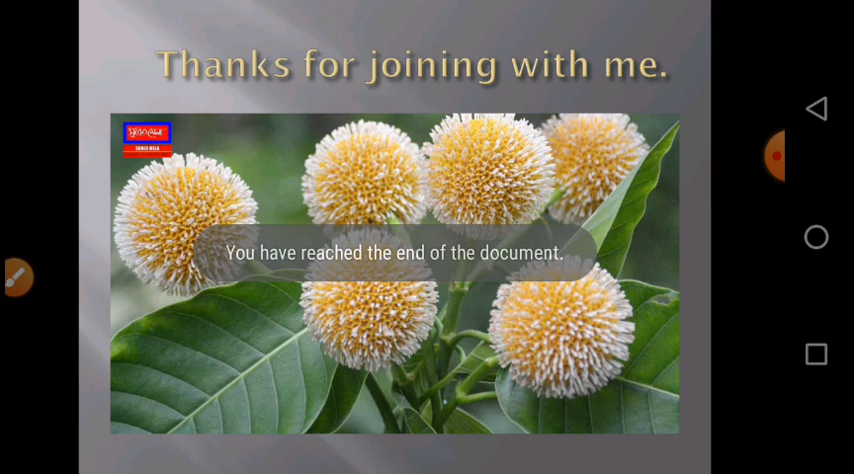 Thanks for joining with me.
You have reached the end of the document.